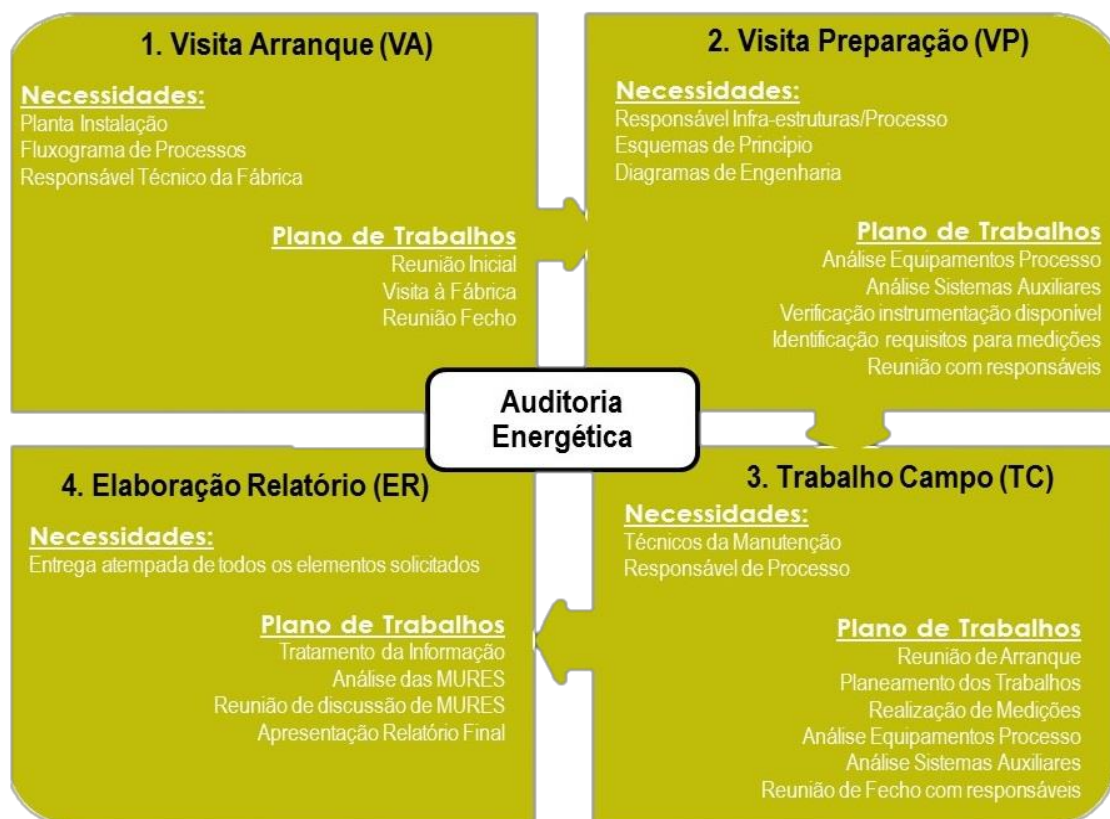 1. Visita Arranque (VA)
Necessidades:
Planta Instalação
Fluxograma de Processos
Responsável Técnico da Fábrica
Plano de Trabalhos
Reunião Inicial
Visita à Fábrica
Reunião Fecho
2. Visita Preparação (VP)
Necessidades:
Responsável Infra-estruturas/Processo
Esquemas de Princípio
Diagramas de Engenharia
Plano de Trabalhos
Análise Equipamentos Processo
Análise Sistemas Auxiliares
Verificação instrumentação disponível
Identificação requisitos para medições
Reunião com responsáveis
Auditoria
Energética
3. Trabalho Campo (TC)
Necessidades:
Técnicos da Manutenção
Responsável de Processo
Plano de Trabalhos
Reunião de Arranque
Planeamento dos Trabalhos
Realização de Medições
Análise Equipamentos Processo
Análise Sistemas Auxiliares
Reunião de Fecho com responsáveis
4. Elaboração Relatório (ER)
Necessidades:
Entrega atempada de todos os elementos solicitados
Plano de Trabalhos
Tratamento da Informação
Análise das MURES
Reunião de discussão de MURES
Apresentação Relatório Final